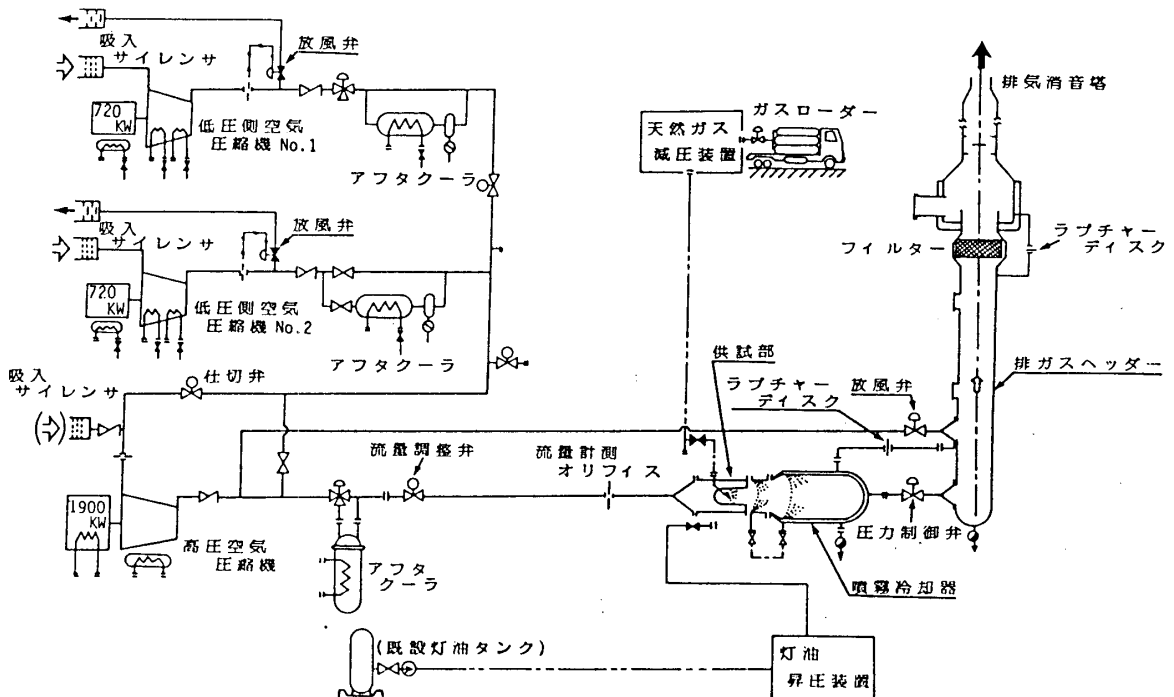 吸入
サイレンサ
放風弁
720
KW
低圧側空気
圧縮機 No.1
アフタクーラ
吸入
サイレンサ
放風弁
720
KW
低圧側空気
圧縮機 No.2
アフタクーラ
吸入
サイレンサ
仕切弁
1900
KW
高圧空気
圧縮機
アフタ
クーラ
流量調整弁
流量計測
オリフィス
天然ガス
減圧装置
ガスローダー
排気消音塔
フィルター
ラプチャー
ディスク
供試部
ラプチャー
ディスク
放風弁
排ガスヘッダー
圧力制御弁
噴霧冷却器
(既設灯油タンク)
灯油
昇圧装置